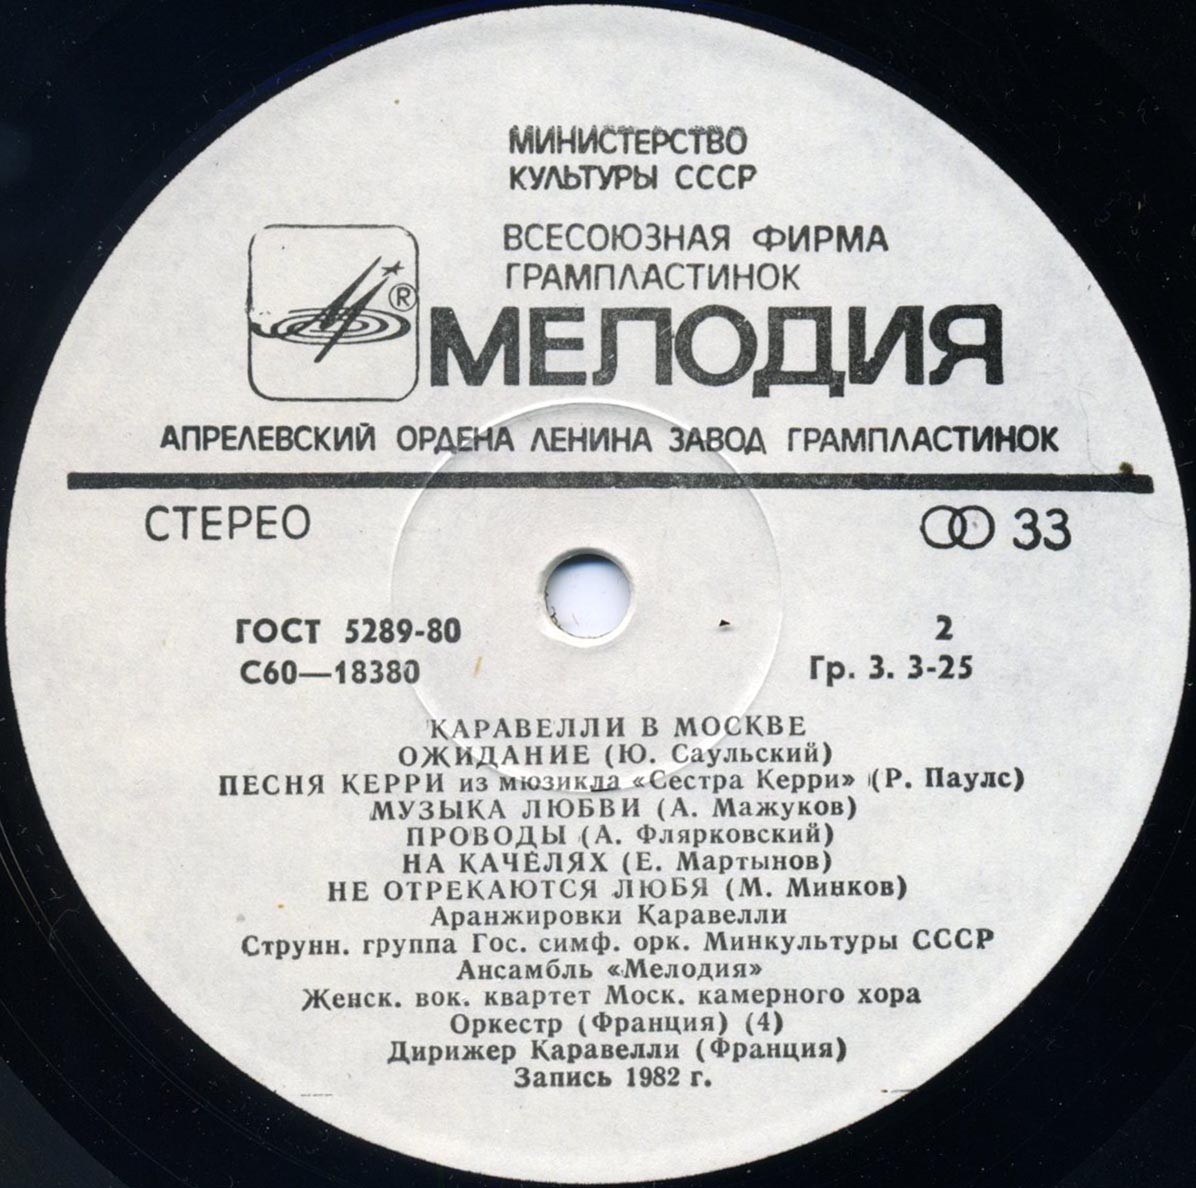 МИНИСТЕРСТВО
КУЛЬТУРЫ СССР
ВСЕСОЮЗНАЯ ФИРМА
ГРАМПЛАСТИНОК
®
МЕЛОДИЯ
АПРЕЛЕВСКИЙ ОРДЕНА ЛЕНИНА ЗАВОД ГРАМПЛАСТИНОК
СТЕРЕО 33
ГОСТ 5289-80 2
С60—18380 Гр. 3. 3-25
КАРАВЕЛЛИ В МОСКВЕ
ОЖИДАНИЕ (Ю. Саульский)
ПЕСНЯ КЕРРИ из мюзикла «Сестра Керри» (Р. Паулс)
МУЗЫКА ЛЮБВИ (А. Мажуков)
ПРОВОДЫ (А. Флярковский)
НА КАЧЕЛЯХ (Е. Мартынов)
НЕ ОТРЕКАЮТСЯ ЛЮБЯ (М. Минков)
Аранжировки Каравелли
Струнн. группа Гос. симф. орк. Минкультуры СССР
Ансамбль «Мелодия»
Женск. вок. квартет Моск. камерного хора
Оркестр (Франция) (4)
Дирижер Каравелли (Франция)
Запись 1982 г.